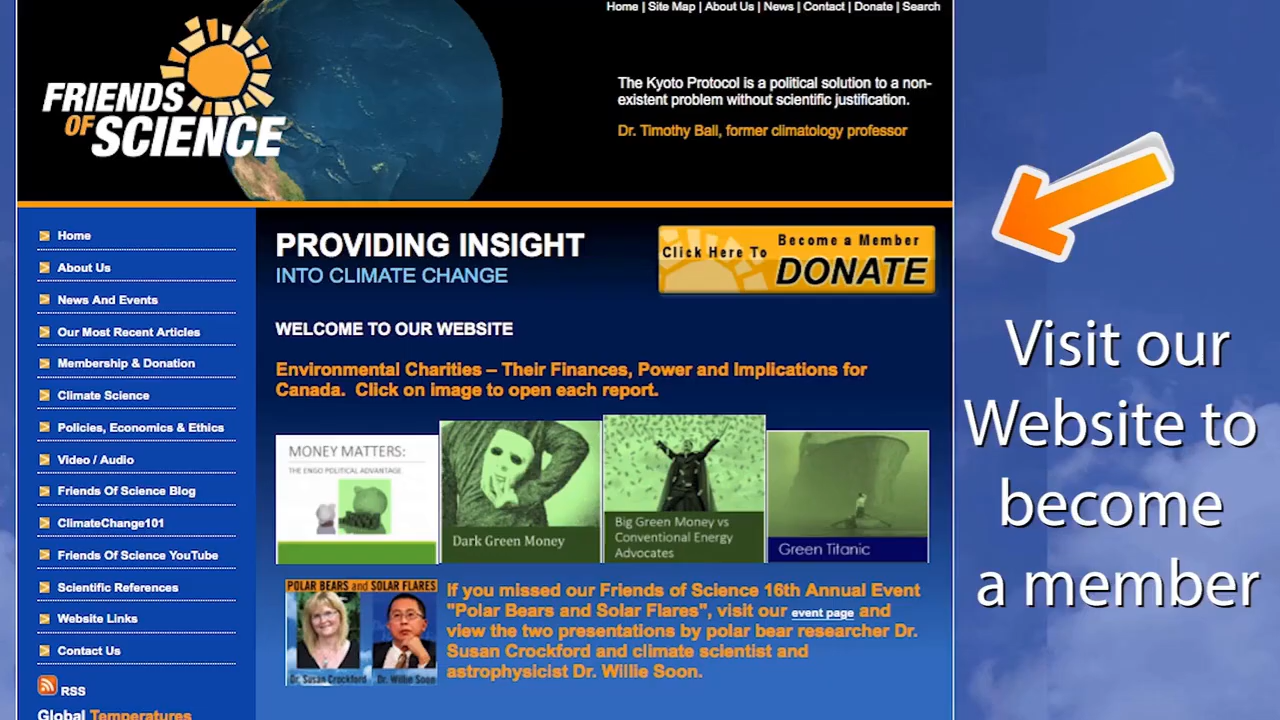 Home | Site Map | About Us | News | Contact | Donate | Search
FRIENDS
OF SCIENCE
The Kyoto Protocol is a political solution to a non-
existent problem without scientific justification.
Dr. Timothy Ball, former climatology professor
Home
About Us
News And Events
Our Most Recent Articles
Membership & Donation
Climate Science
Policies, Economics & Ethics
Video / Audio
Friends Of Science Blog
ClimateChange101
Friends Of Science YouTube
Scientific References
Website Links
Contact Us
RSS
Global Temperatures
PROVIDING INSIGHT
INTO CLIMATE CHANGE
Click Here To
Become a Member
DONATE
WELCOME TO OUR WEBSITE
Environmental Charities – Their Finances, Power and Implications for
Canada. Click on image to open each report.
MONEY MATTERS:
THE ENGO POLITICAL ADVANTAGE
Dark Green Money
Big Green Money vs
Conventional Energy
Advocates
Green Titanic
POLAR BEARS and SOLAR FLARES
Dr. Susan Crockford
Dr. Willie Soon
If you missed our Friends of Science 16th Annual Event
"Polar Bears and Solar Flares", visit our event page and
view the two presentations by polar bear researcher Dr.
Susan Crockford and climate scientist and
astrophysicist Dr. Willie Soon.
Visit our
Website to
become
a member